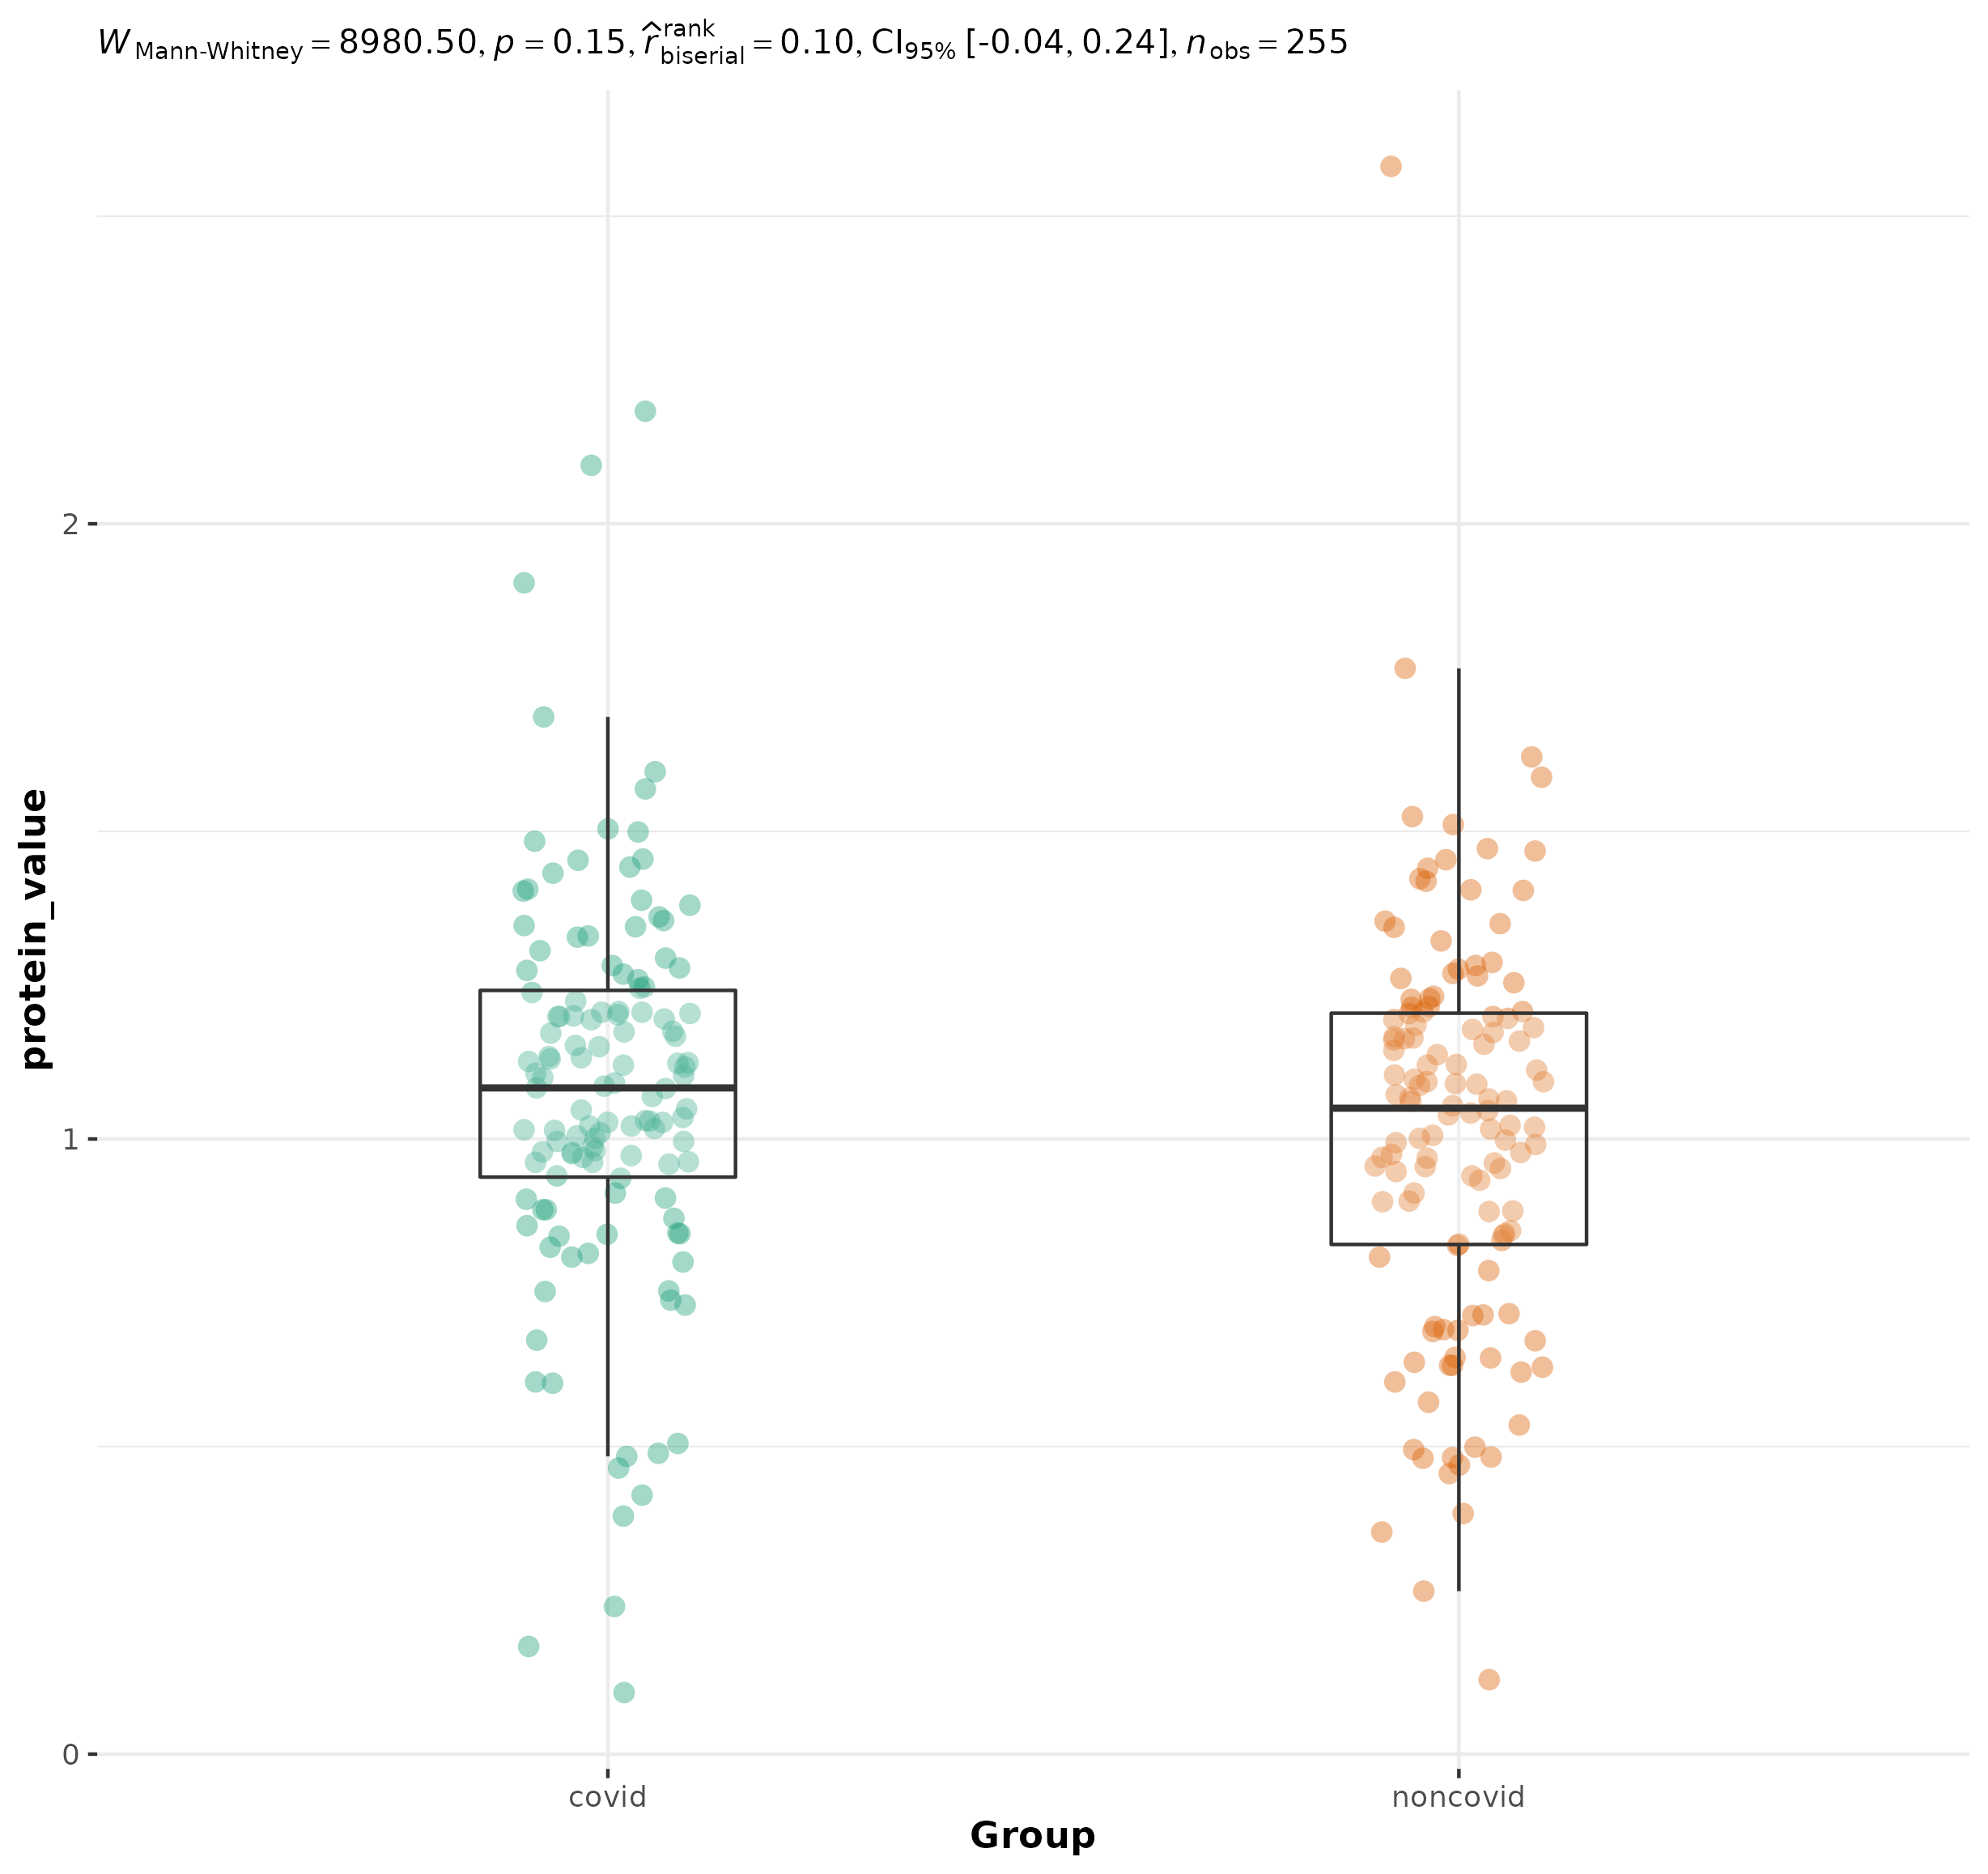 W Mann-Whitney = 8980.50, p = 0.15, r̂ rank biserial = 0.10, CI95% [-0.04, 0.24], nobs = 255
protein_value
2
1
0
covid noncovid
Group